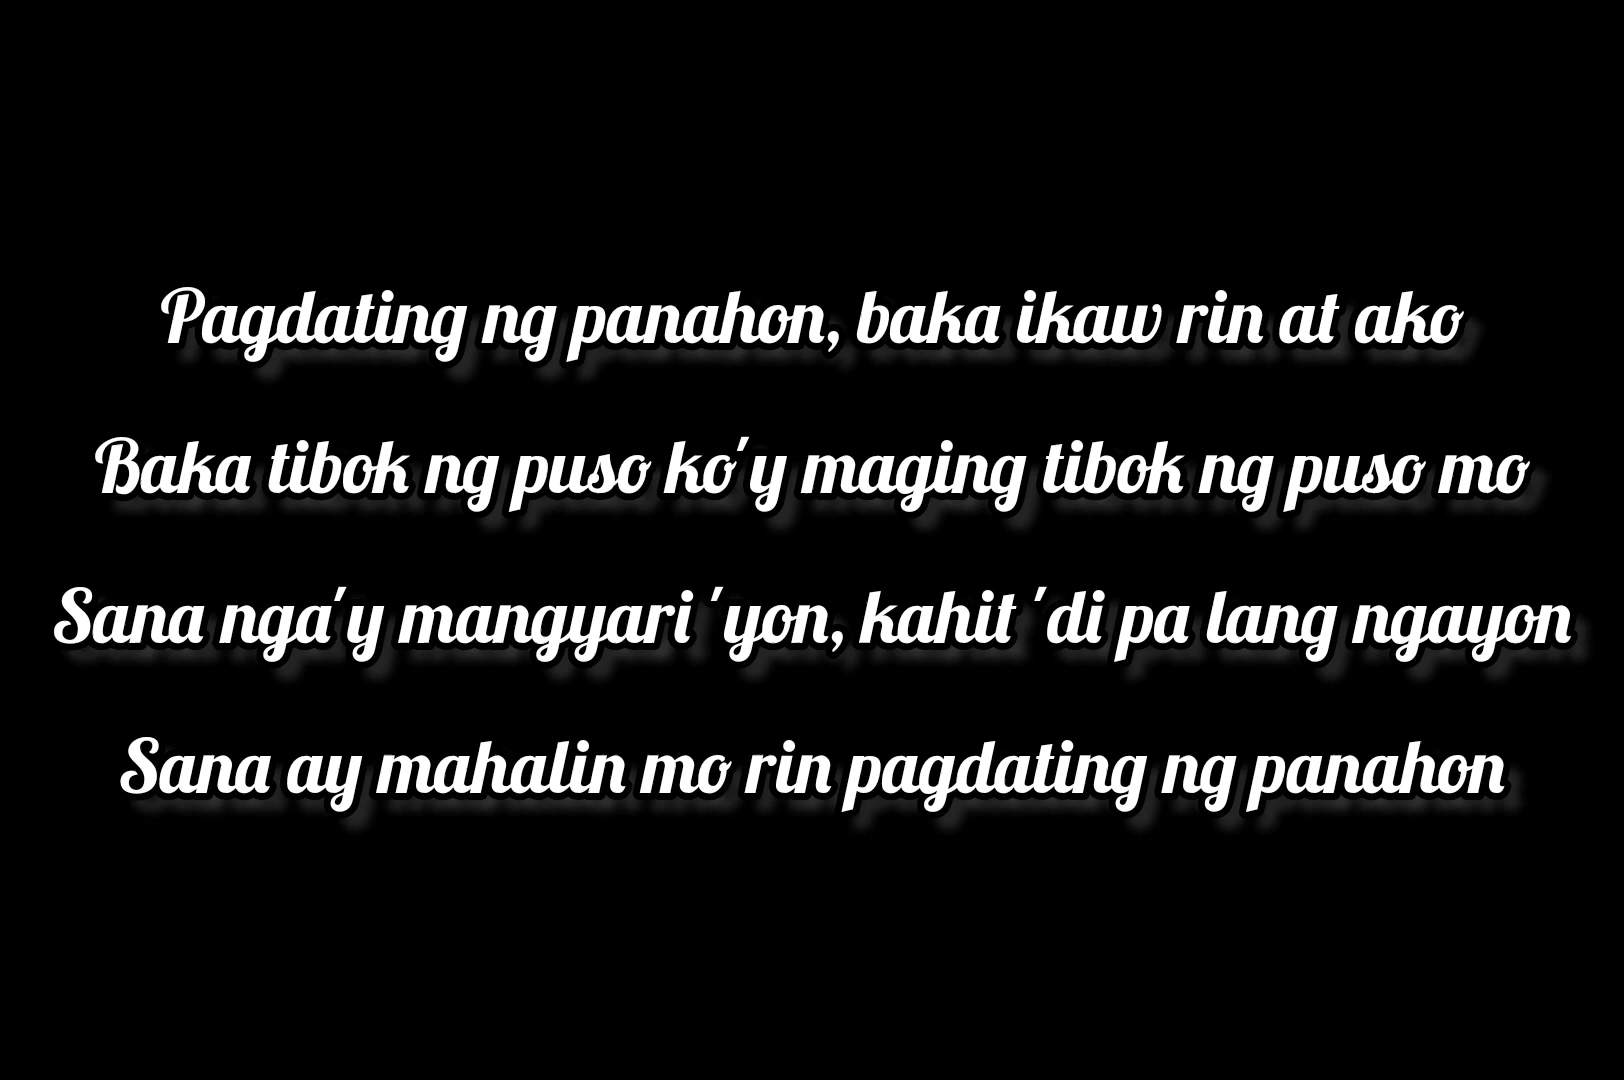 Pagdating ng panahon, baka ikaw rin at ako
Baka tibok ng puso ko'y maging tibok ng puso mo
Sana nga'y mangyari 'yon, kahit 'di pa lang ngayon
Sana ay mahalin mo rin pagdating ng panahon